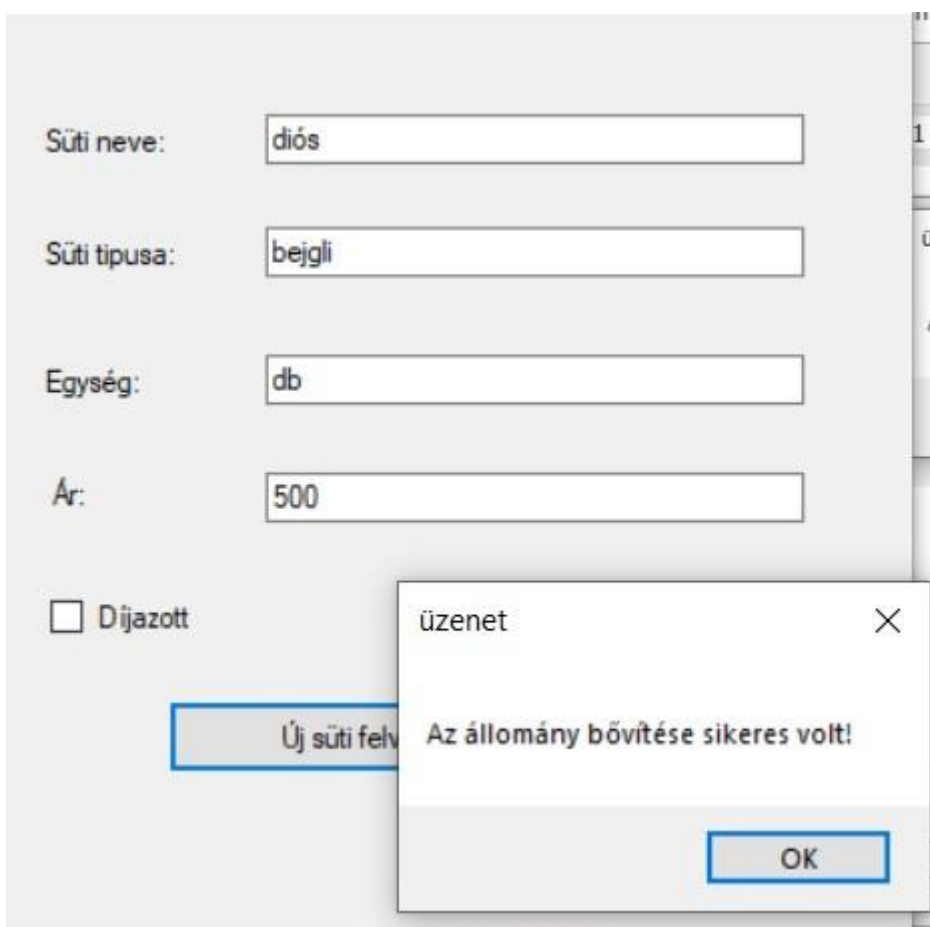 Süti neve:
diós
Süti tipusa:
bejgli
Egység:
db
Ár:
500
Díjazott
üzenet
Új süti
Az állomány bővítése sikeres volt!
OK